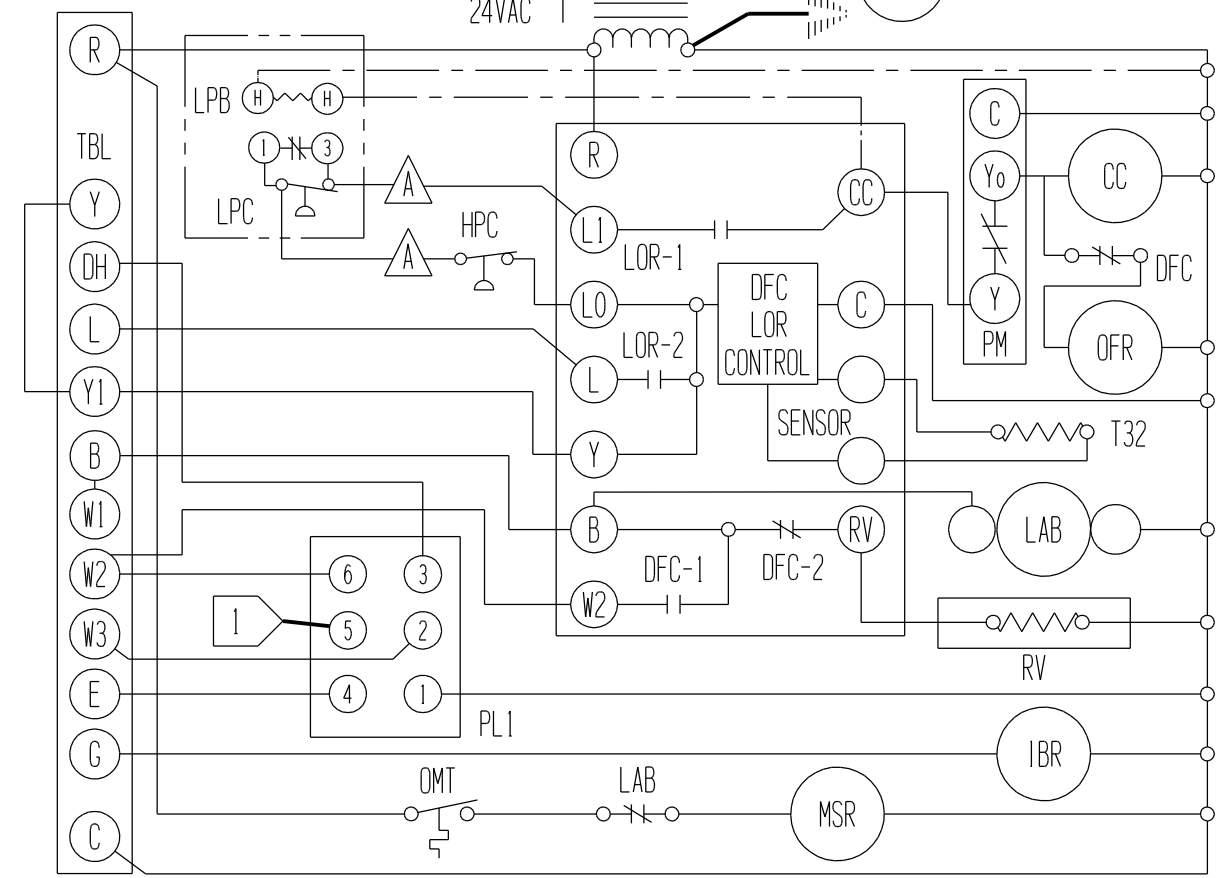 24VAC
R
TBL
Y
DH
L
Y1
B
W1
W2
W3
E
G
C
LPB
H
H
1
3
LPC
A
A
HPC
R
L1
LOR-1
CC
LO
LOR-2
L
Y
DFC
LOR
CONTROL
C
SENSOR
B
RV
DFC-1
DFC-2
W2
C
Yo
CC
DFC
Y
PM
OFR
T32
LAB
RV
6
3
1
5
2
4
1
PL1
IBR
OMT
LAB
MSR